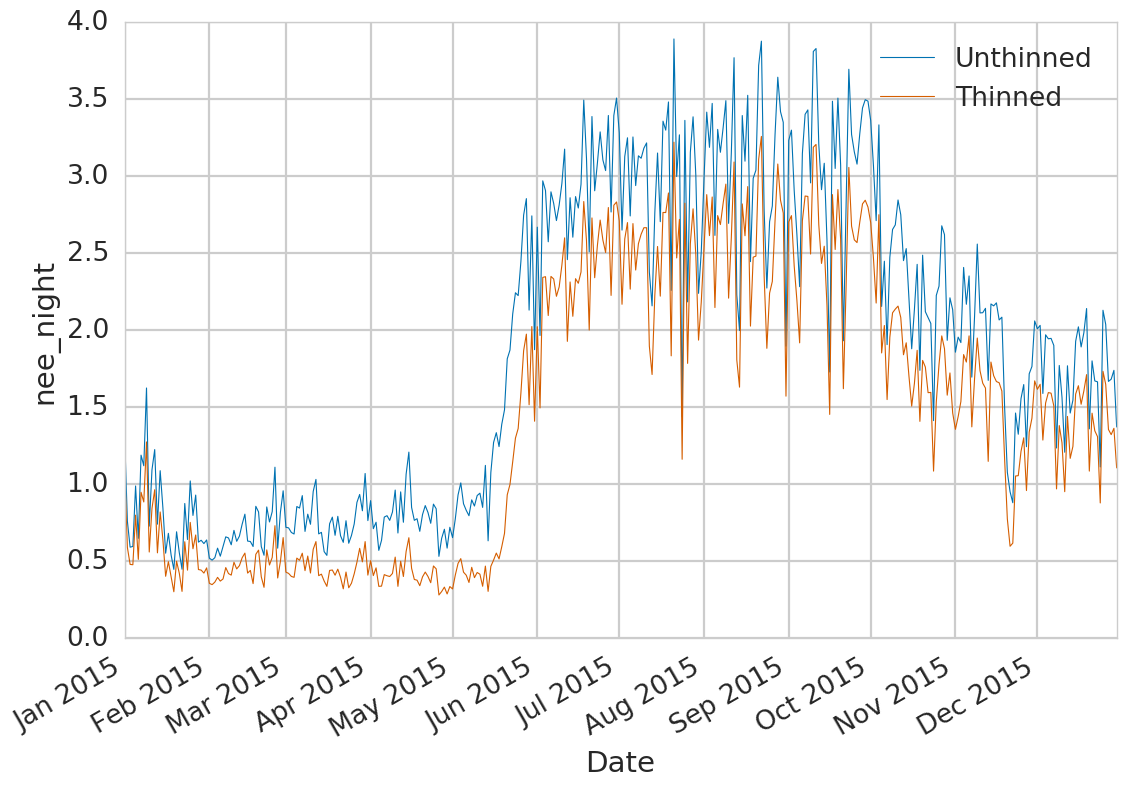 4.0
3.5
3.0
2.5
2.0
1.5
1.0
0.5
0.0
nee_night
Unthinned
Thinned
Jan 2015
Feb 2015
Mar 2015
Apr 2015
May 2015
Jun 2015
Jul 2015
Aug 2015
Sep 2015
Oct 2015
Nov 2015
Dec 2015
Date